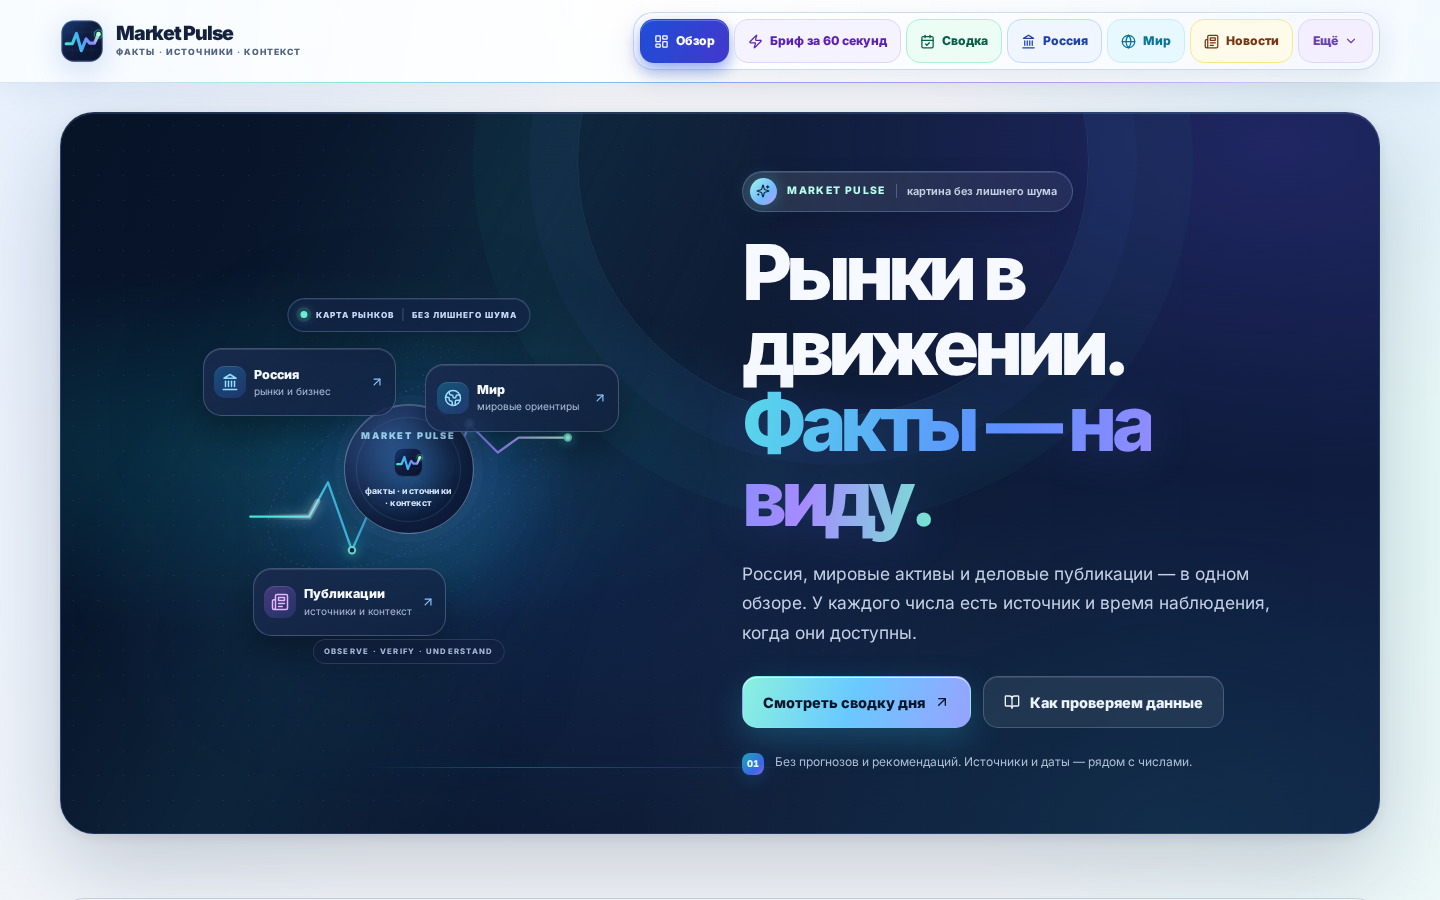 MarketPulse
ФАКТЫ · ИСТОЧНИКИ · КОНТЕКСТ
Обзор
Бриф за 60 секунд
Сводка
Россия
Мир
Новости
Ещё
MARKET PULSE | картина без лишнего шума
Рынки в
движении.
Факты — на
виду.
Россия, мировые активы и деловые публикации — в одном
обзоре. У каждого числа есть источник и время наблюдения,
когда они доступны.
Смотреть сводку дня
Как проверяем данные
01 Без прогнозов и рекомендаций. Источники и даты — рядом с числами.
КАРТА РЫНКОВ | БЕЗ ЛИШНЕГО ШУМА
Россия
рынки и бизнес
Мир
мировые ориентиры
MARKET PULSE
факты · источники
· контекст
Публикации
источники и контекст
OBSERVE · VERIFY · UNDERSTAND